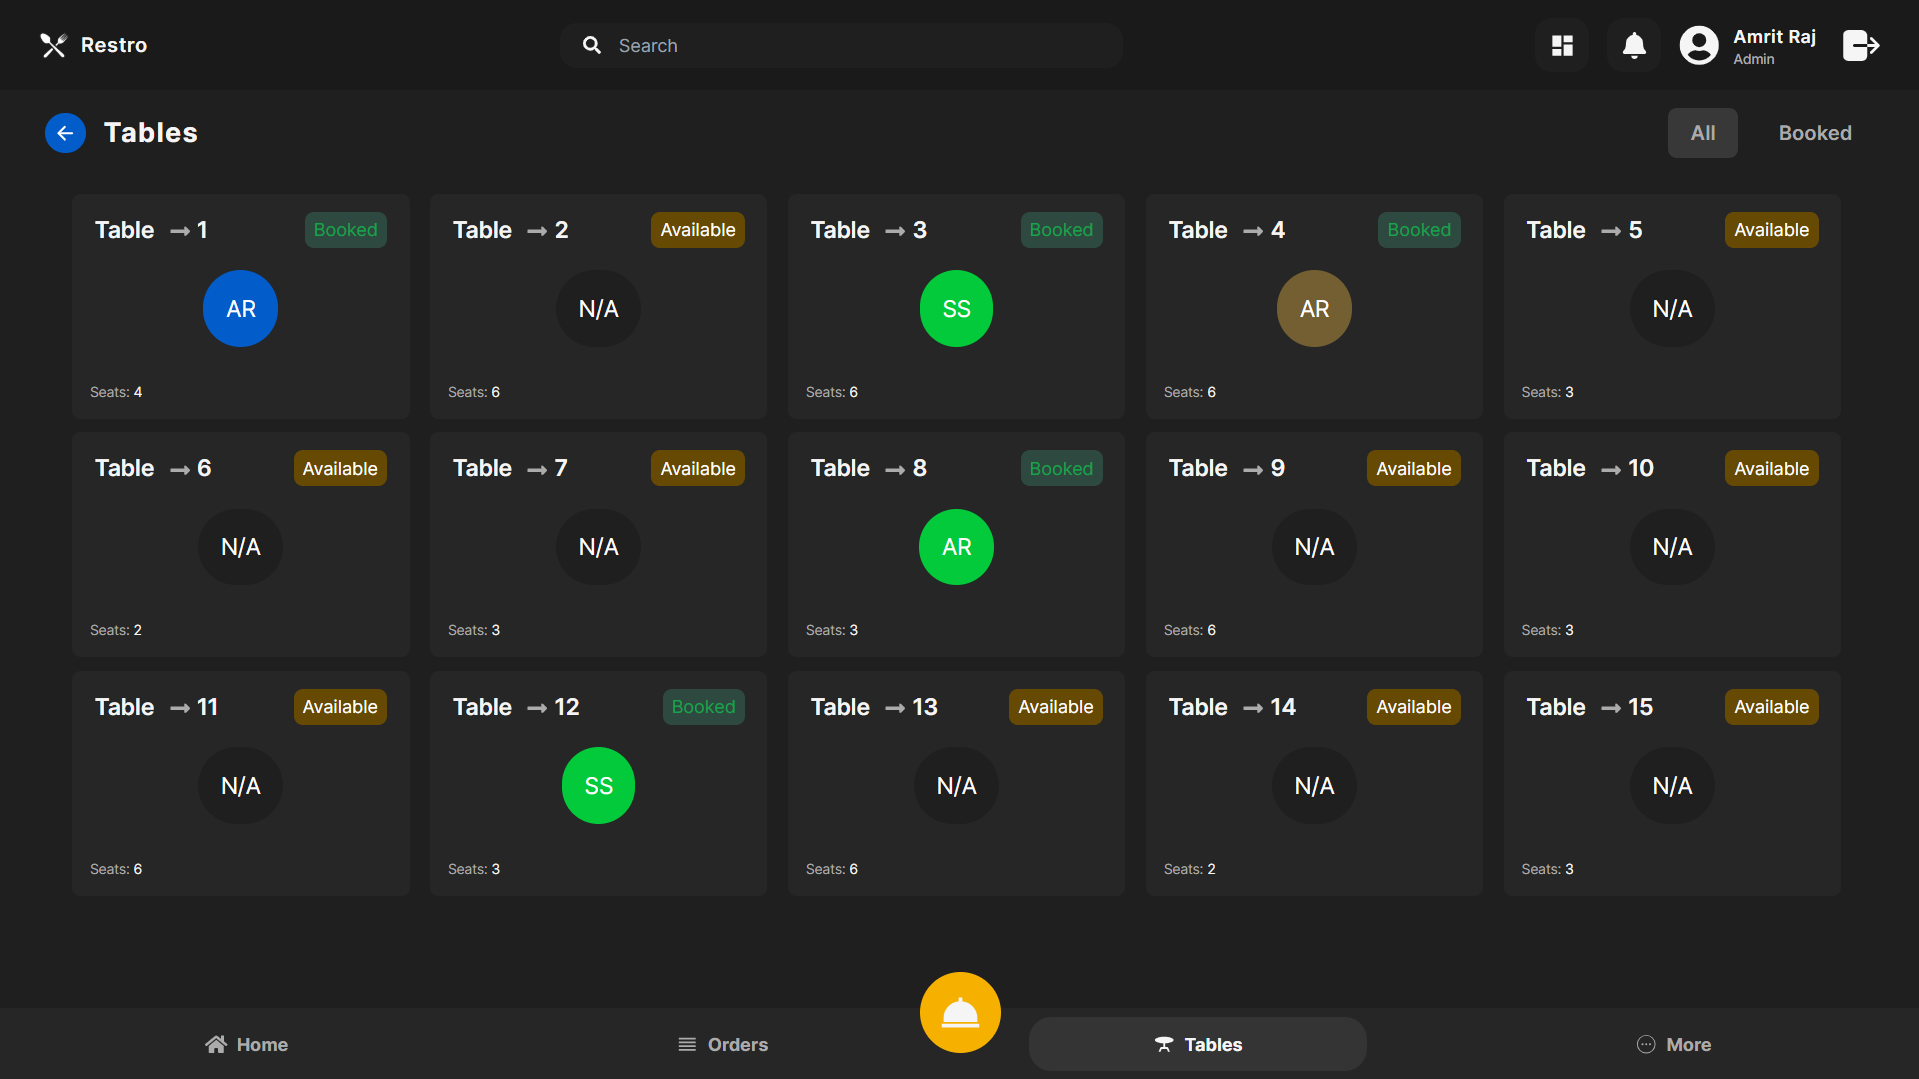 Restro
Search
Amrit Raj
Admin
Tables
All
Booked
Table → 1
Booked
AR
Seats: 4
Table → 2
Available
N/A
Seats: 6
Table → 3
Booked
SS
Seats: 6
Table → 4
Booked
AR
Seats: 6
Table → 5
Available
N/A
Seats: 3
Table → 6
Available
N/A
Seats: 2
Table → 7
Available
N/A
Seats: 3
Table → 8
Booked
AR
Seats: 3
Table → 9
Available
N/A
Seats: 6
Table → 10
Available
N/A
Seats: 3
Table → 11
Available
N/A
Seats: 6
Table → 12
Booked
SS
Seats: 3
Table → 13
Available
N/A
Seats: 6
Table → 14
Available
N/A
Seats: 2
Table → 15
Available
N/A
Seats: 3
Home
Orders
Tables
More